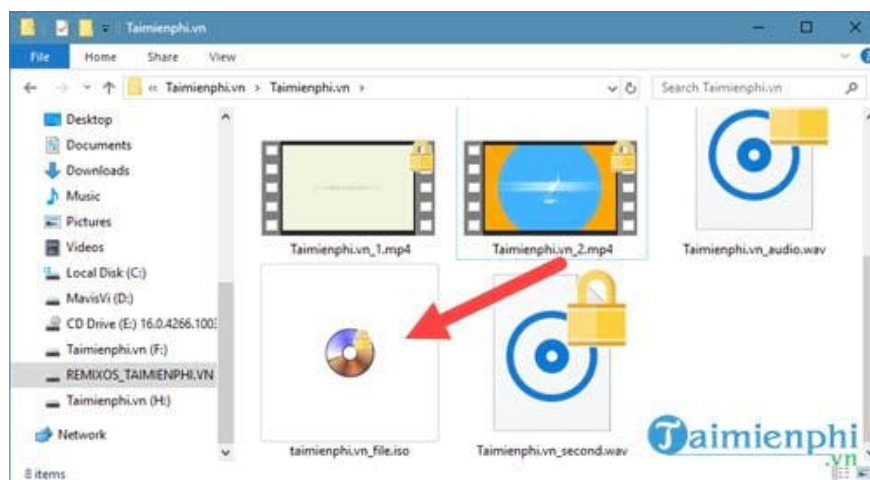 Taimienphi.vn
File Home Share View
« Taimienphi.vn > Taimienphi.vn >
Search Taimienphi.vn
Desktop
Documents
Downloads
Music
Pictures
Videos
Local Disk (C:)
MavisVi (D:)
CD Drive (E:) 16.0.4266.1003
Taimienphi.vn (F:)
REMIXOS_TAIMIENPHI.VN
Taimienphi.vn (H:)
Network
Taimienphi.vn_1.mp4
Taimienphi.vn_2.mp4
Taimienphi.vn_audio.wav
taimienphi.vn_file.iso
Taimienphi.vn_second.wav
Taimienphi
.vn
8 items